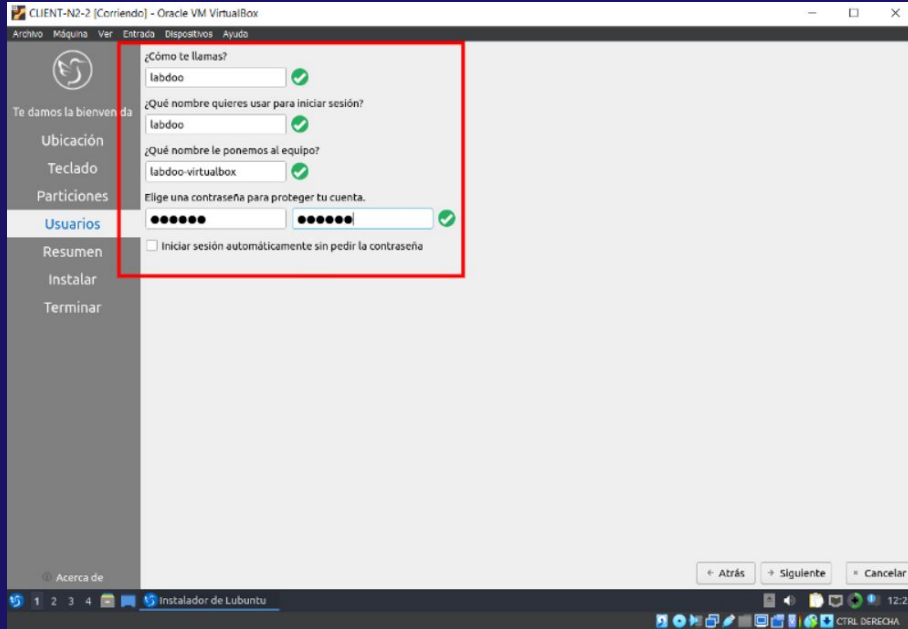 CLIENT-N2-2 [Corriendo] - Oracle VM VirtualBox
Archivo Máquina Ver Entrada Dispositivos Ayuda
Te damos la bienvenida
Ubicación
Teclado
Particiones
Usuarios
Resumen
Instalar
Terminar
Acerca de
¿Cómo te llamas?
labdoo
¿Qué nombre quieres usar para iniciar sesión?
labdoo
¿Qué nombre le ponemos al equipo?
labdoo-virtualbox
Elige una contraseña para proteger tu cuenta.
●●●●●● ●●●●●●
Iniciar sesión automáticamente sin pedir la contraseña
Atrás Siguiente Cancelar
1 2 3 4 Instalador de Lubuntu 12:2
CTRL DERECHA